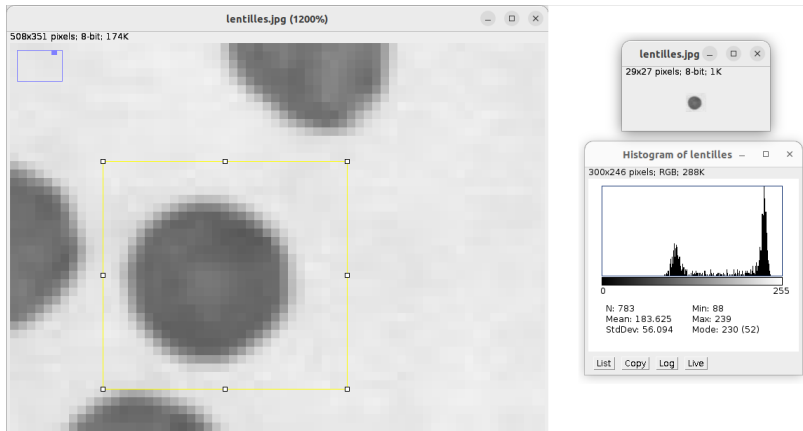 lentilles.jpg (1200%)
508x351 pixels; 8-bit; 174K
lentilles.jpg
29x27 pixels; 8-bit; 1K
Histogram of lentilles
300x246 pixels; RGB; 288K
0 255
N: 783 Min: 88
Mean: 183.625 Max: 239
StdDev: 56.094 Mode: 230 (52)
List Copy Log Live